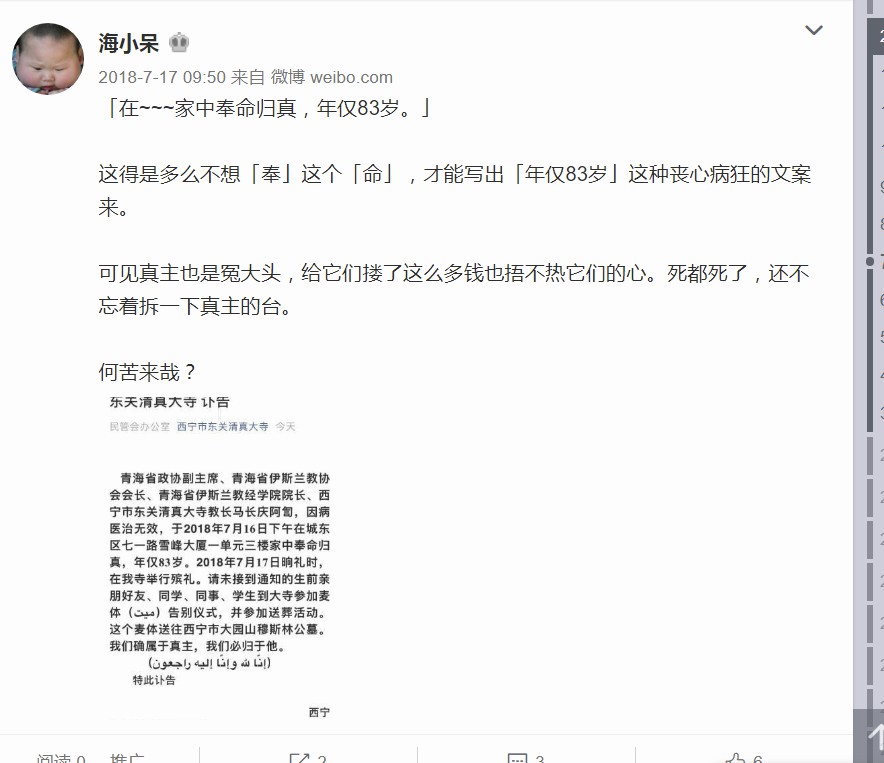 海小呆
2018-7-17 09:50 来自 微博 weibo.com
「在~~~家中奉命归真，年仅83岁。」
这得是多么不想「奉」这个「命」，才能写出「年仅83岁」这种丧心病狂的文案
来。
可见真主也是冤大头，给它们搂了这么多钱也捂不热它们的心。死都死了，还不
忘着拆一下真主的台。
何苦来哉？
东关清真大寺 讣告
民管会办公室 西宁市东关清真大寺 今天
青海省政协副主席、青海省伊斯兰教协
会会长、青海省伊斯兰教经学院院长、西
宁市东关清真大寺教长马长庆阿訇，因病
医治无效，于2018年7月16日下午在城东
区七一路雪峰大厦一单元三楼家中奉命归
真，年仅83岁。2018年7月17日晌礼时，
在我寺举行殡礼。请未接到通知的生前亲
朋好友、同学、同事、学生到大寺参加麦
体（ميت）告别仪式，并参加送葬活动。
这个麦体送往西宁市大园山穆斯林公墓。
我们确属于真主，我们必归于他。
(إنّا لله وإنّا إليه راجعون)
特此讣告
西宁
阅读 0 推广 2 3 6